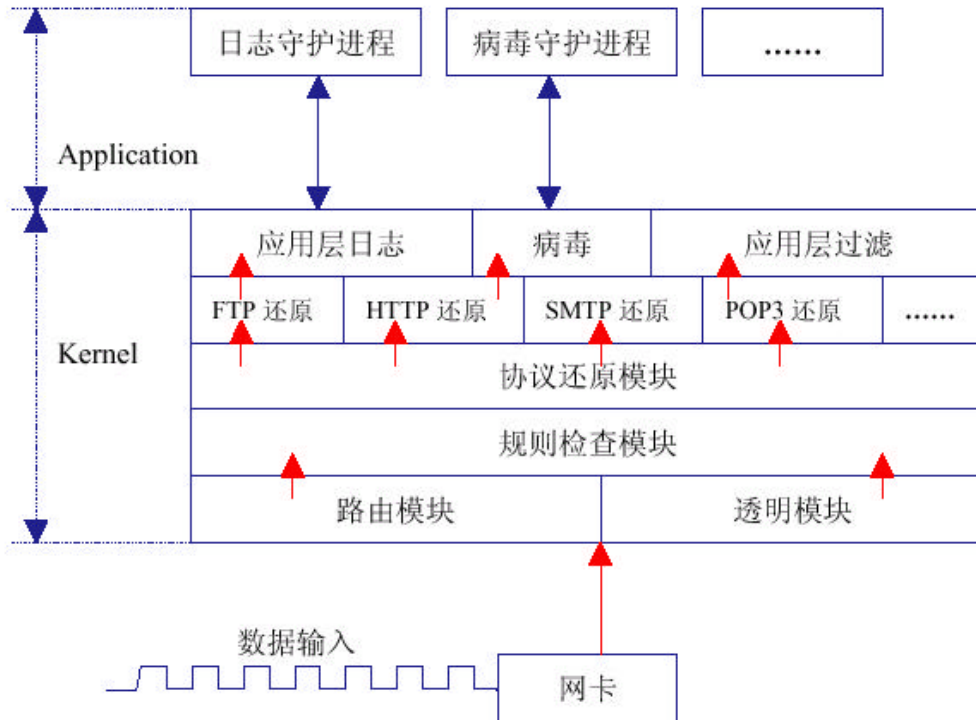 日志守护进程
病毒守护进程
......
Application
应用层日志
病毒
应用层过滤
FTP 还原
HTTP 还原
SMTP 还原
POP3 还原
......
Kernel
协议还原模块
规则检查模块
路由模块
透明模块
数据输入
网卡